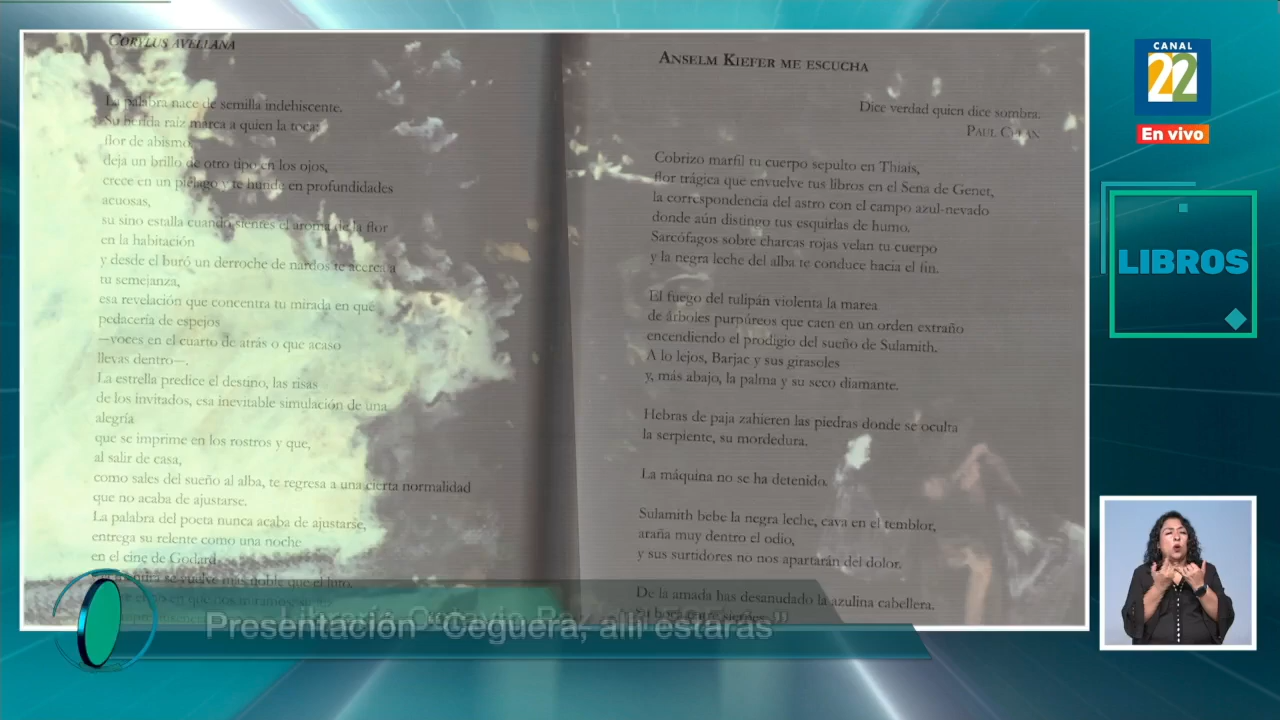 CORYLUS AVELLANA
La palabra nace de semilla indehiscente.
Su herida raíz marca a quien la toca:
flor de abismo,
deja un brillo de otro tipo en los ojos,
crece en un piélago y te hunde en profundidades
acuosas,
su sino estalla cuando sientes el aroma de la flor
en la habitación
y desde el buró un derroche de nardos te acerca a
tu semejanza,
esa revelación que concentra tu mirada en qué
pedacería de espejos
—voces en el cuarto de atrás o que acaso
llevas dentro—.
La estrella predice el destino, las risas
de los invitados, esa inevitable simulación de una
alegría
que se imprime en los rostros y que,
al salir de casa,
como sales del sueño al alba, te regresa a una cierta normalidad
que no acaba de ajustarse.
La palabra del poeta nunca acaba de ajustarse,
entrega su relente como una noche
en el cine de Godard
se vuelve más noble que el luto,
ANSELM KIEFER ME ESCUCHA
Dice verdad quien dice sombra.
PAUL CELAN
Cobrizo marfil tu cuerpo sepulto en Thiais,
flor trágica que envuelve tus libros en el Sena de Genet,
la correspondencia del astro con el campo azul-nevado
donde aún distingo tus esquirlas de humo.
Sarcófagos sobre charcas rojas velan tu cuerpo
y la negra leche del alba te conduce hacia el fin.
El fuego del tulipán violenta la marea
de árboles purpúreos que caen en un orden extraño
encendiendo el prodigio del sueño de Sulamith.
A lo lejos, Barjac y sus girasoles
y, más abajo, la palma y su seco diamante.
Hebras de paja zahieren las piedras donde se oculta
la serpiente, su mordedura.
La máquina no se ha detenido.
Sulamith bebe la negra leche, cava en el temblor,
araña muy dentro el odio,
y sus surtidores no nos apartarán del dolor.
De la amada has desanudado la azulina cabellera.
Librería Octavio Paz
Presentación "Ceguera, allí estarás"
CANAL
22
En vivo
LIBROS